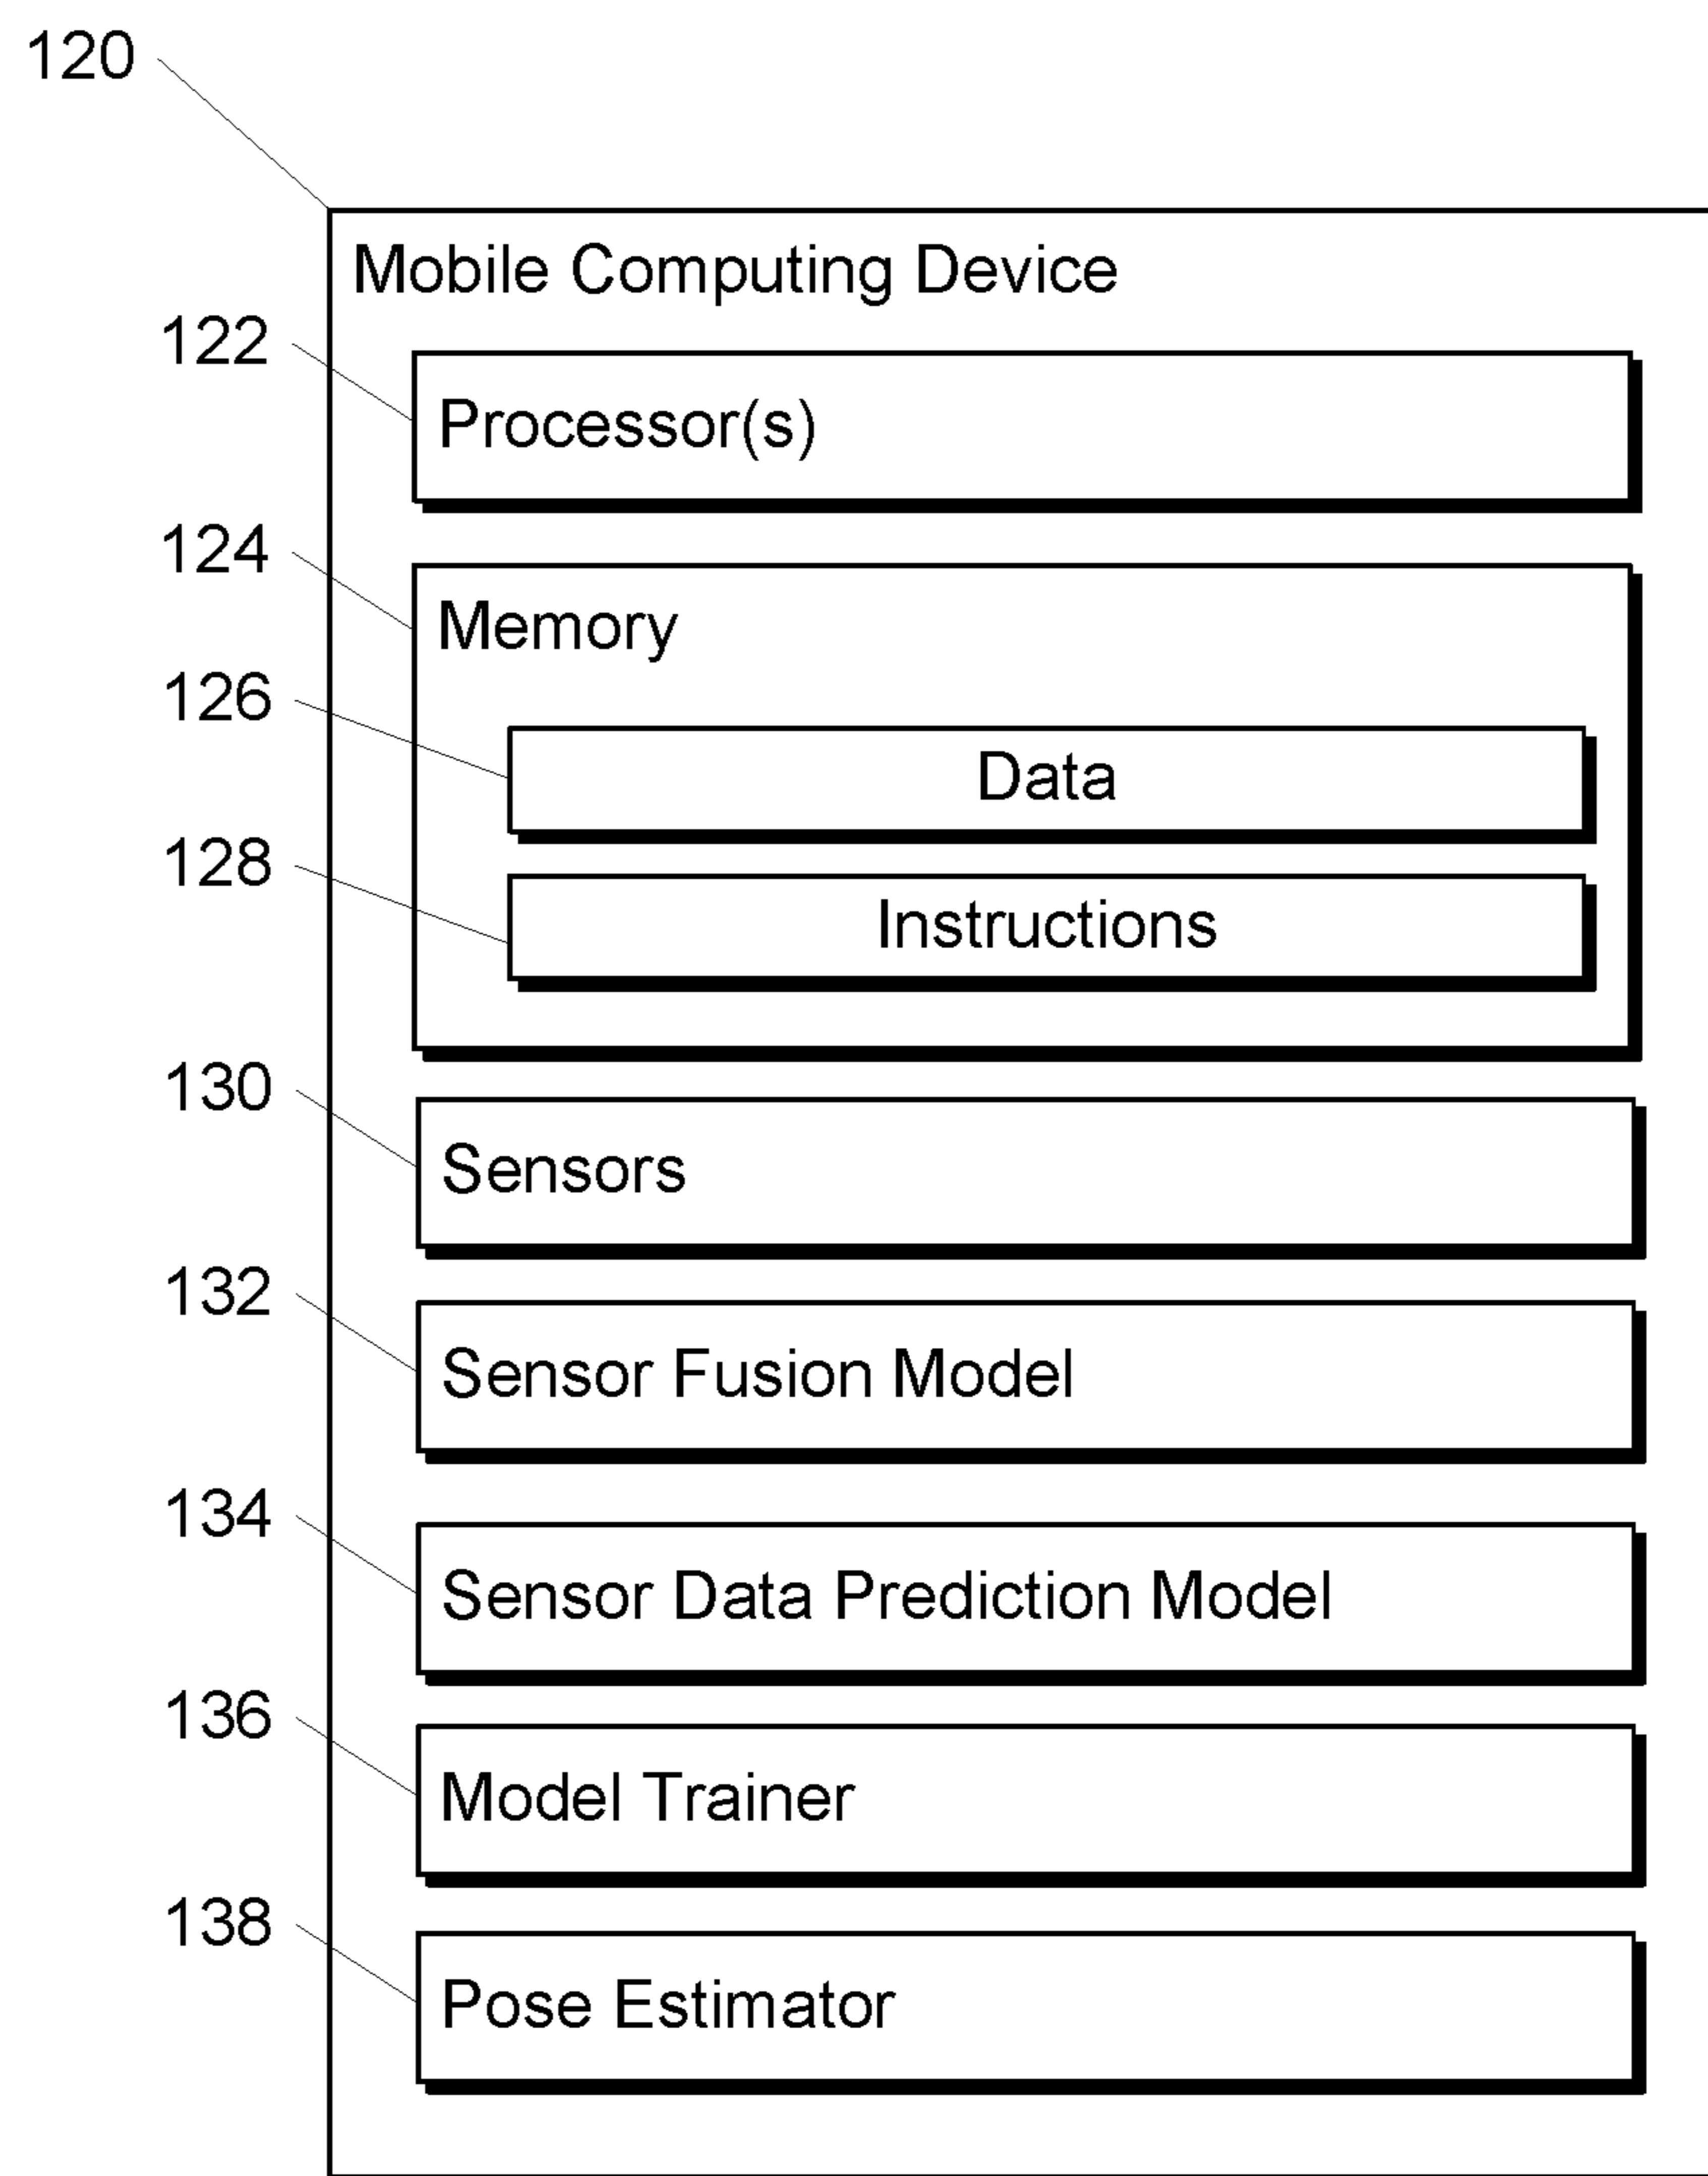 120
Mobile Computing Device
122
Processor(s)
124
Memory
126
Data
128
Instructions
130
Sensors
132
Sensor Fusion Model
134
Sensor Data Prediction Model
136
Model Trainer
138
Pose Estimator